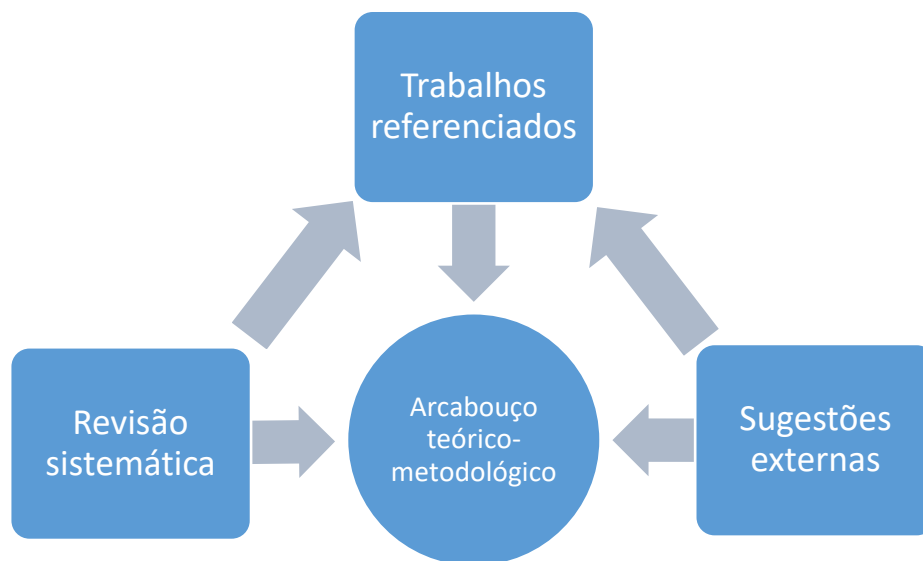 Trabalhos
referenciados
Revisão
sistemática
Arcabouço
teórico-
metodológico
Sugestões
externas